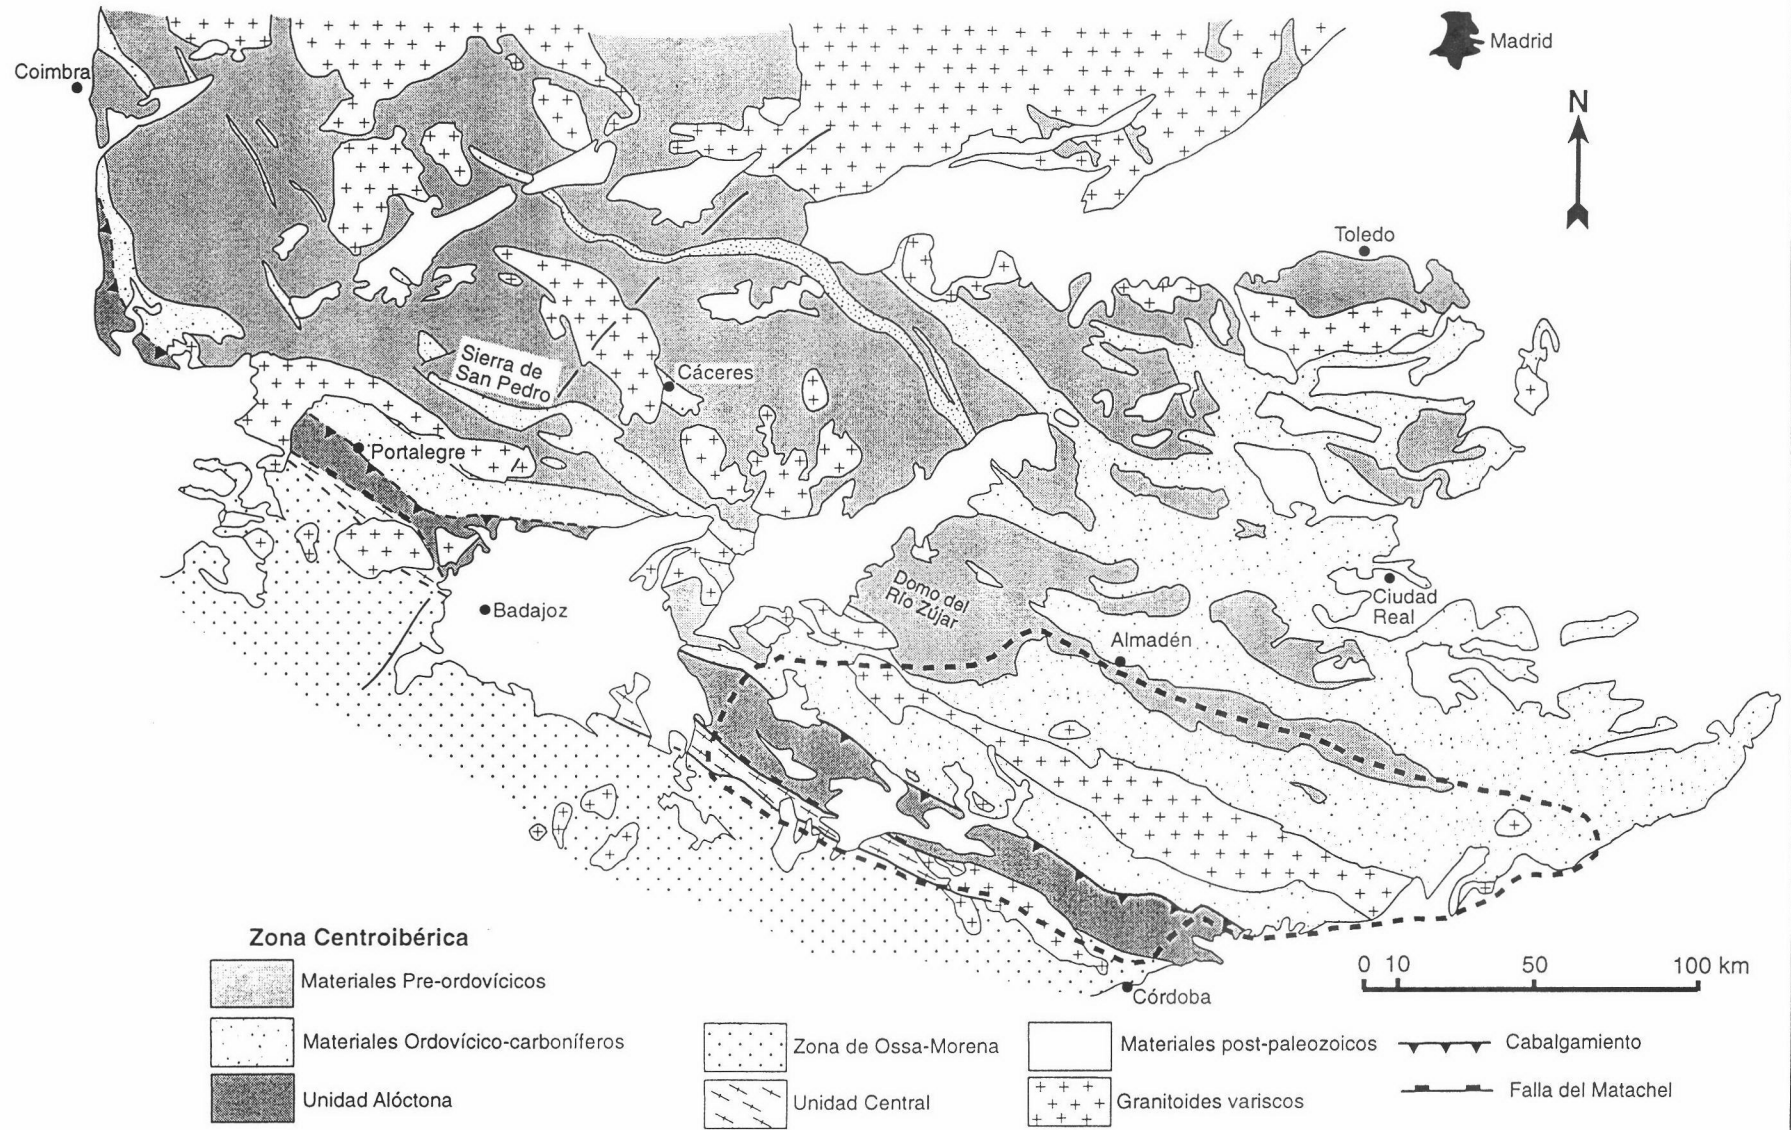 Madrid
Coimbra
N
Toledo
Sierra de
San Pedro
Cáceres
Portalegre
Domo del
Río Zújar
Ciudad
Real
Badajoz
Almadén
Córdoba
0 10 50 100 km
Zona Centroibérica
Materiales Pre-ordovícicos
Materiales Ordovícico-carboníferos
Unidad Alóctona
Zona de Ossa-Morena
Unidad Central
Materiales post-paleozoicos
Granitoides variscos
Cabalgamiento
Falla del Matachel